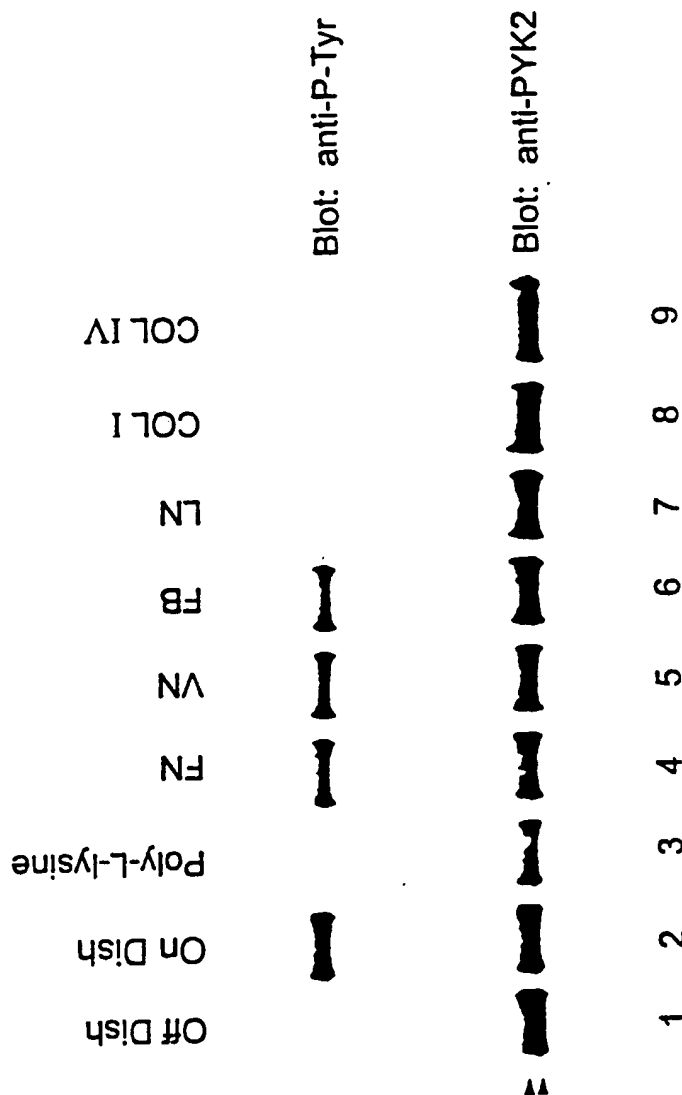 Off Dish
On Dish
Poly-L-lysine
FN
VN
FB
LN
COL I
COL IV
Blot: anti-P-Tyr
Blot: anti-PYK2
1 2 3 4 5 6 7 8 9